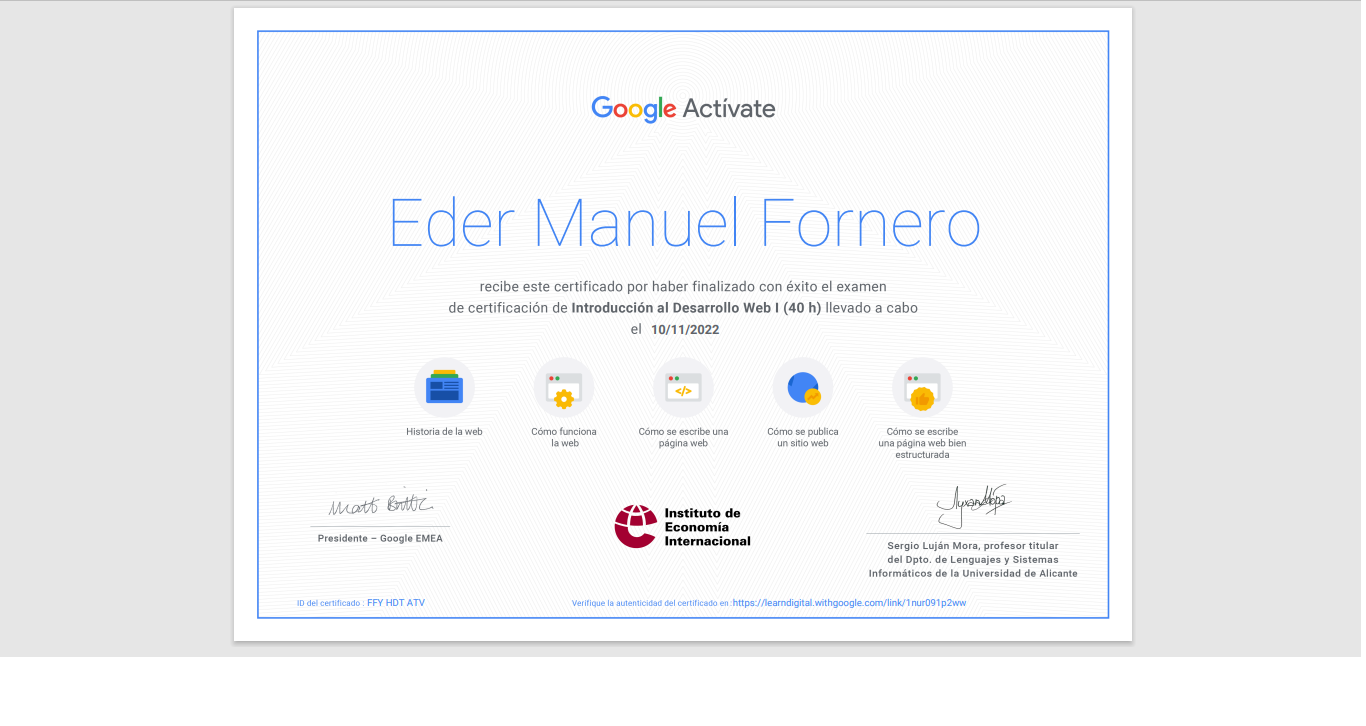 Google Actívate
Eder Manuel Fornero
recibe este certificado por haber finalizado con éxito el examen
de certificación de Introducción al Desarrollo Web I (40 h) llevado a cabo
el 10/11/2022
Historia de la web
Cómo funciona
la web
Cómo se escribe una
página web
Cómo se publica
un sitio web
Cómo se escribe
una página web bien
estructurada
Matt
Presidente – Google EMEA
Instituto de
Economía
Internacional
Sergio Luján Mora, profesor titular
del Dpto. de Lenguajes y Sistemas
Informáticos de la Universidad de Alicante
ID del certificado : FFY HDT ATV
Verifique la autenticidad del certificado en :https://learndigital.withgoogle.com/link/1nur091p2ww